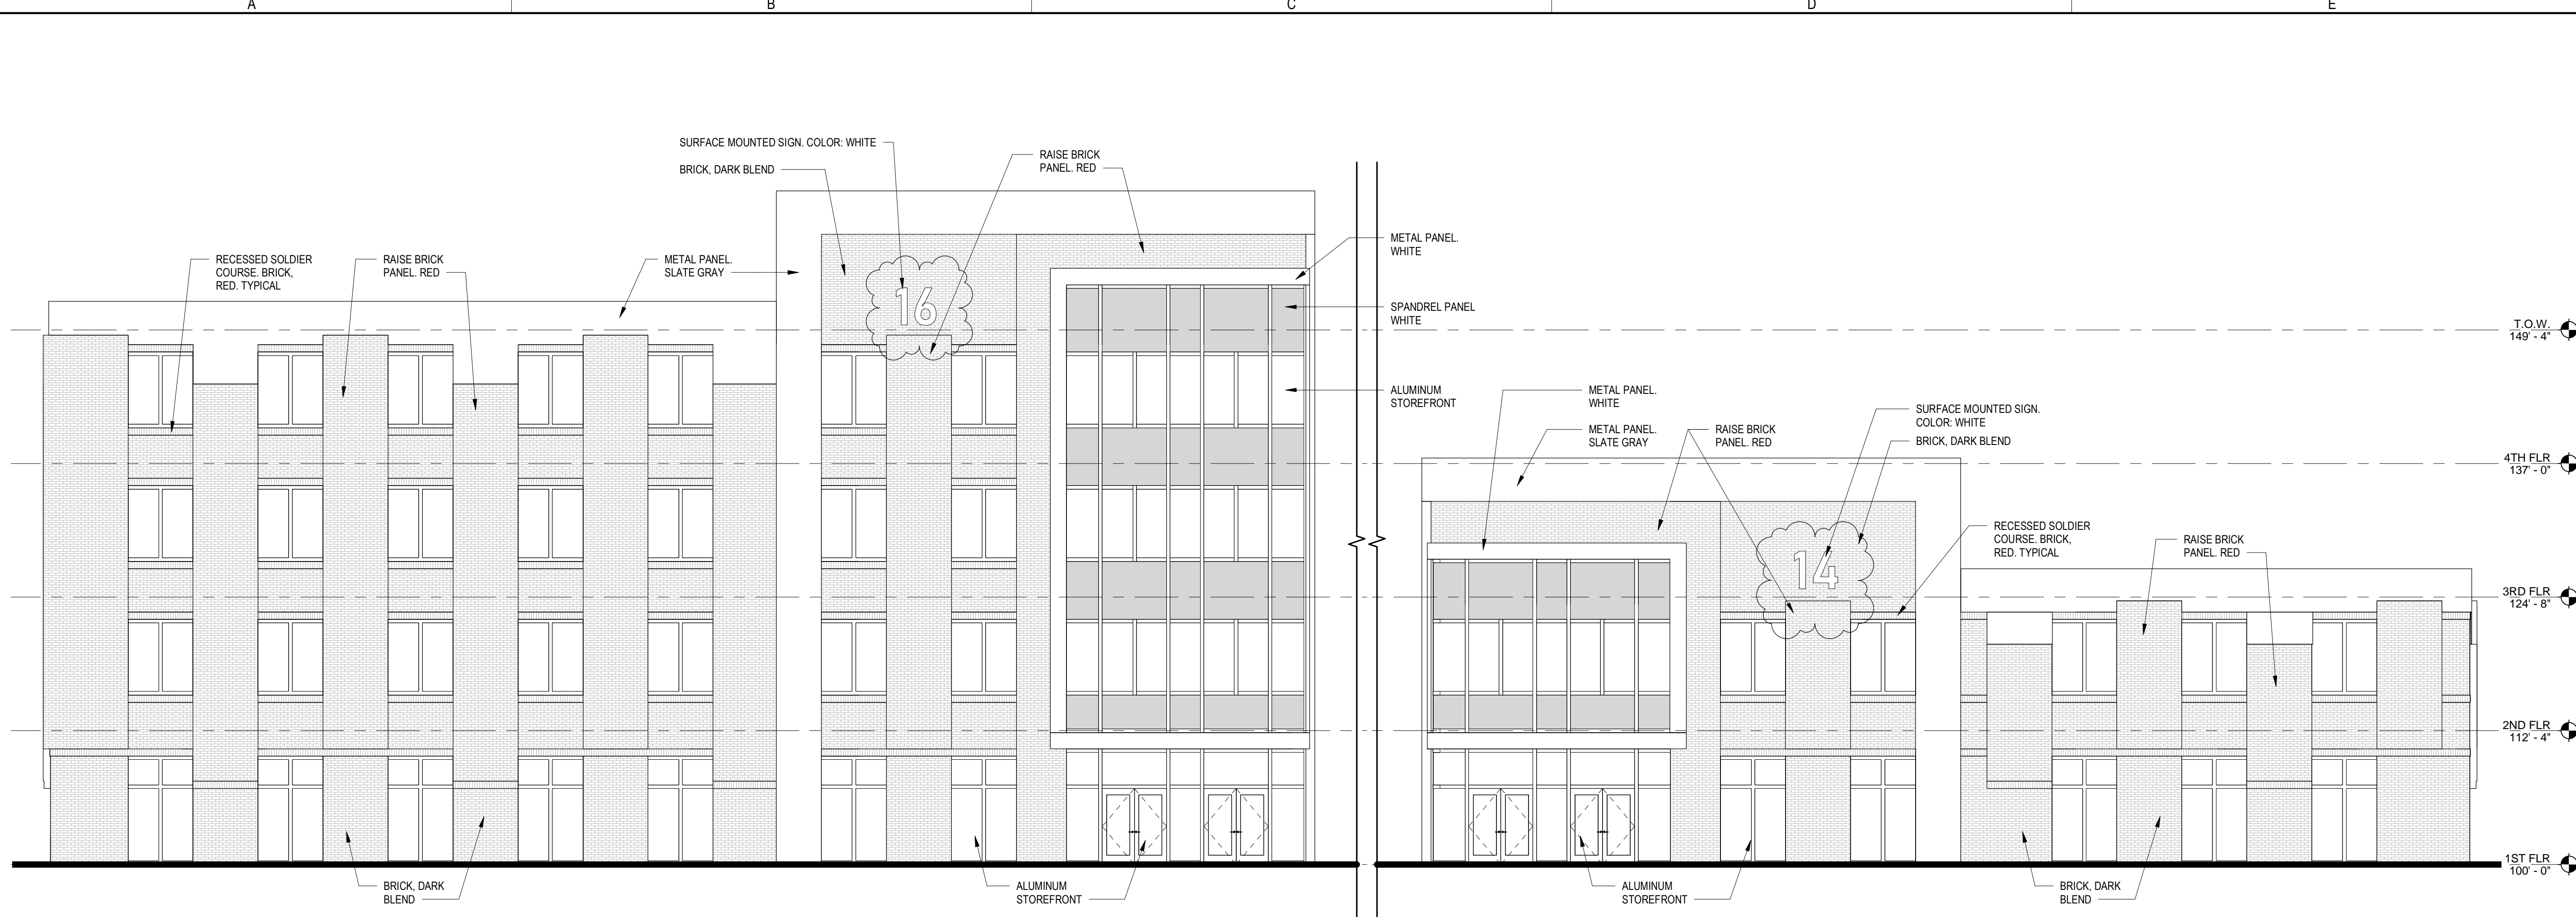 A
B
C
D
E
SURFACE MOUNTED SIGN. COLOR: WHITE
BRICK, DARK BLEND
RAISE BRICK
PANEL. RED
RECESSED SOLDIER
COURSE. BRICK,
RED. TYPICAL
RAISE BRICK
PANEL. RED
METAL PANEL.
SLATE GRAY
16
METAL PANEL.
WHITE
SPANDREL PANEL
WHITE
ALUMINUM
STOREFRONT
METAL PANEL.
WHITE
METAL PANEL.
SLATE GRAY
RAISE BRICK
PANEL. RED
SURFACE MOUNTED SIGN.
COLOR: WHITE
BRICK, DARK BLEND
14
RECESSED SOLDIER
COURSE. BRICK,
RED. TYPICAL
RAISE BRICK
PANEL. RED
T.O.W.
149' - 4"
4TH FLR
137' - 0"
3RD FLR
124' - 8"
2ND FLR
112' - 4"
1ST FLR
100' - 0"
BRICK, DARK
BLEND
ALUMINUM
STOREFRONT
ALUMINUM
STOREFRONT
BRICK, DARK
BLEND